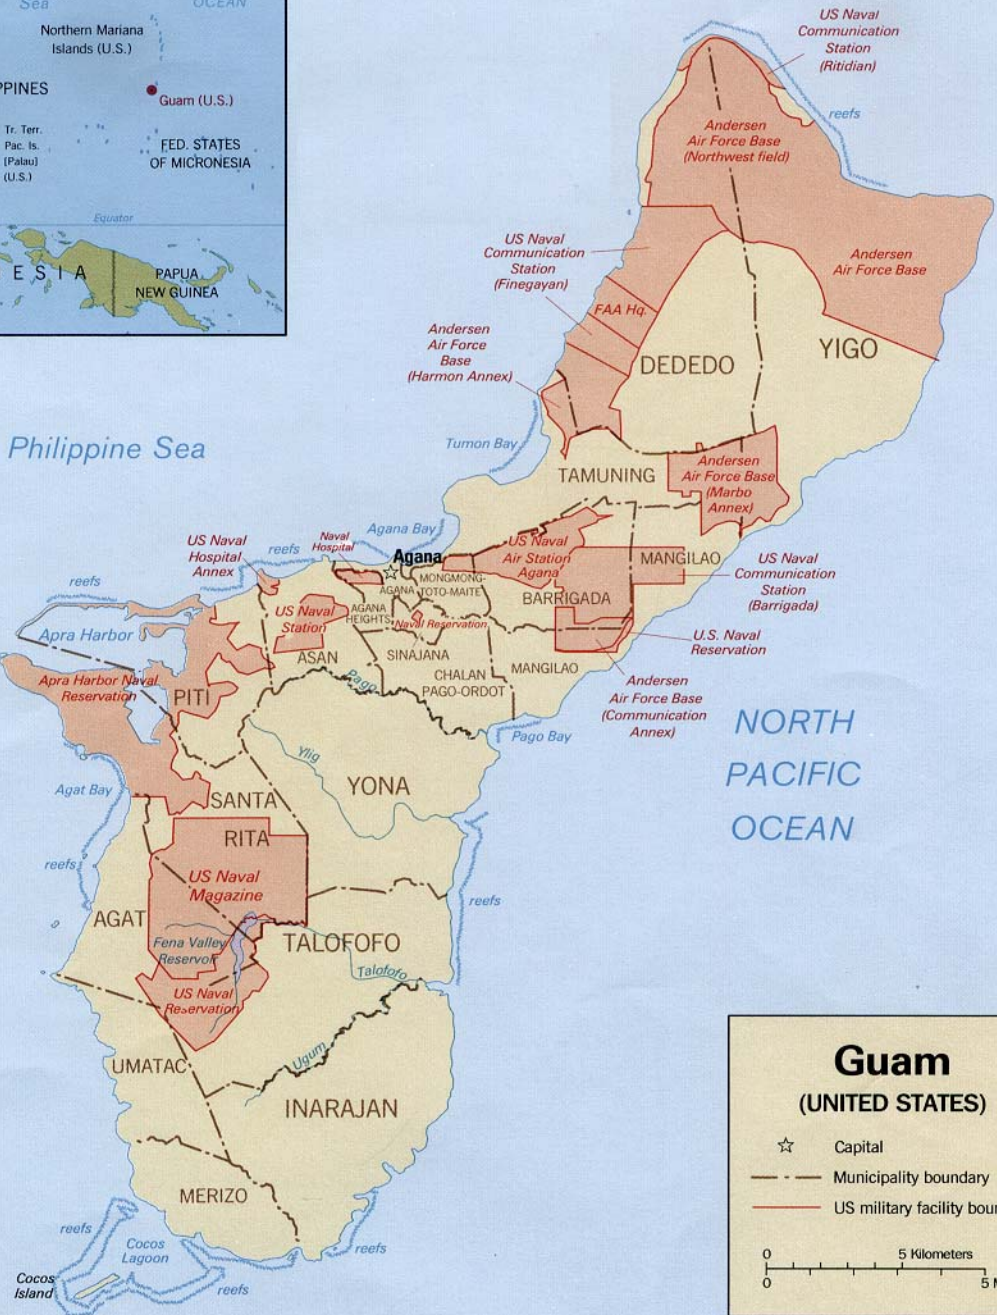 Sea
OCEAN
Northern Mariana
Islands (U.S.)
PPINES
Guam (U.S.)
Tr. Terr.
Pac. Is.
(Palau)
(U.S.)
FED. STATES
OF MICRONESIA
Equator
E S I A
PAPUA
NEW GUINEA
US Naval
Communication
Station
(Ritidian)
reefs
Andersen
Air Force Base
(Northwest field)
US Naval
Communication
Station
(Finegayan)
Andersen
Air Force Base
FAA Hq.
Andersen
Air Force
Base
(Harmon Annex)
DEDEDO
YIGO
Philippine Sea
Tumon Bay
TAMUNING
Andersen
Air Force Base
(Marbo
Annex)
US Naval
Hospital
Annex
reefs
Naval
Hospital
Agana Bay
Agana
US Naval
Air Station
Agana
MANGILAO
US Naval
Communication
Station
(Barrigada)
reefs
Apra Harbor
US Naval
Station
AGANA
HEIGHTS
AGANA
MONGMONG-
TOTO-MAITE
BARRIGADA
Naval Reservation
U.S. Naval
Reservation
ASAN
SINAJANA
CHALAN
PAGO-ORDOT
MANGILAO
Apra Harbor Naval
Reservation
PITI
Pago
Andersen
Air Force Base
(Communication
Annex)
Pago Bay
NORTH
PACIFIC
OCEAN
Ylig
YONA
Agat Bay
SANTA
RITA
reefs
US Naval
Magazine
reefs
AGAT
Fena Valley
Reservoir
TALOFOFO
Talofofo
US Naval
Reservation
UMATAC
Ugum
INARAJAN
MERIZO
reefs
Cocos
Lagoon
reefs
Cocos
Island
reefs
Guam
(UNITED STATES)
Capital
Municipality boundary
US military facility boun
0 5 Kilometers
0 5 M